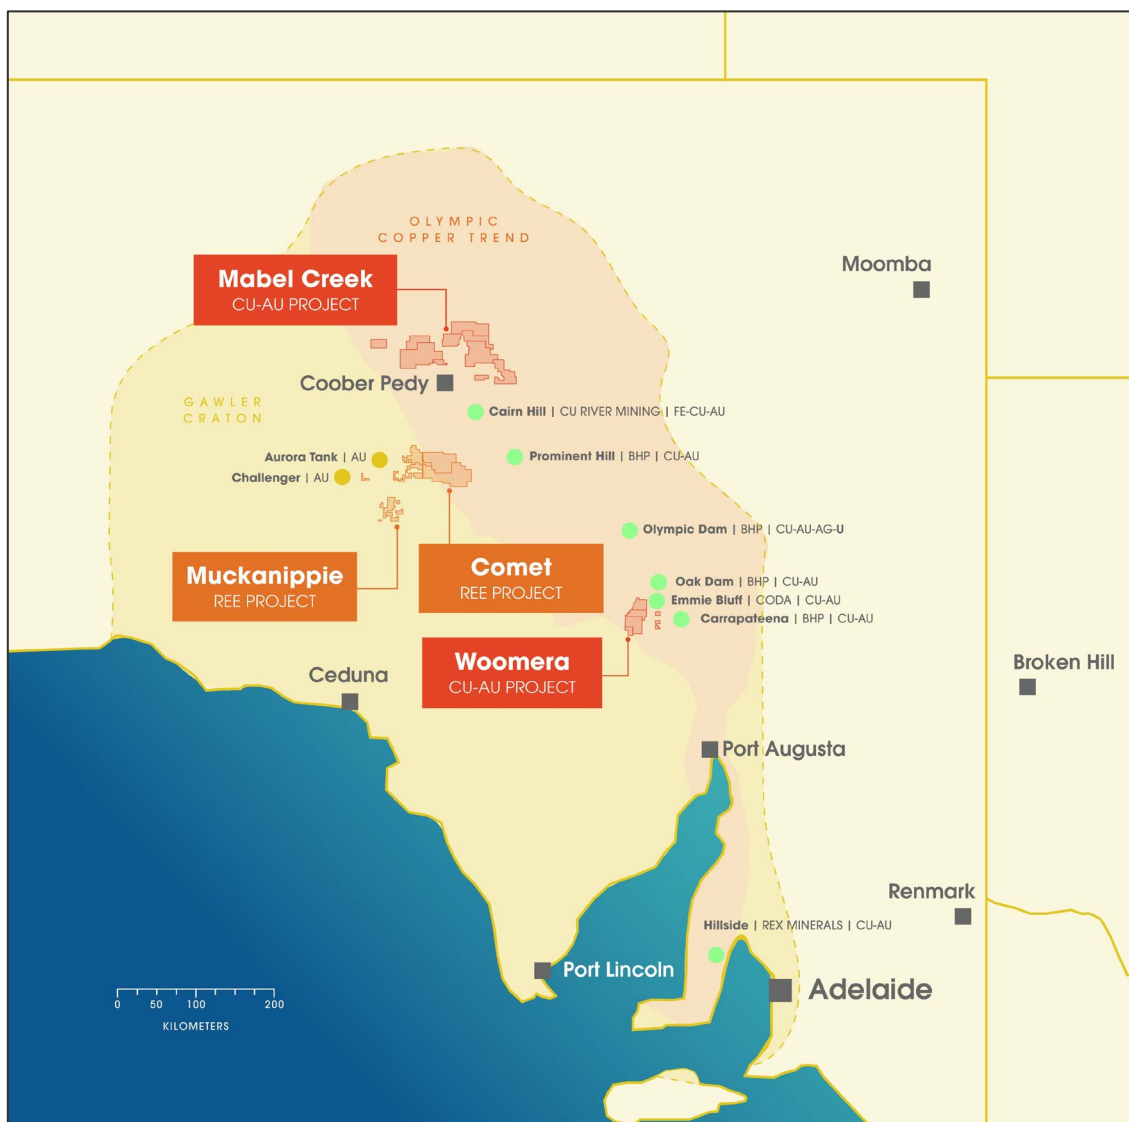 OLYMPIC
COPPER TREND
Moomba
Mabel Creek
CU-AU PROJECT
Coober Pedy
GAWLER
CRATON
Cairn Hill | CU RIVER MINING | FE-CU-AU
Aurora Tank | AU
Prominent Hill | BHP | CU-AU
Challenger | AU
Olympic Dam | BHP | CU-AU-AG-U
Muckanippie
REE PROJECT
Comet
REE PROJECT
Oak Dam | BHP | CU-AU
Emmie Bluff | CODA | CU-AU
Carrapateena | BHP | CU-AU
Woomera
CU-AU PROJECT
Ceduna
Broken Hill
Port Augusta
Renmark
Hillside | REX MINERALS | CU-AU
Port Lincoln
Adelaide
0 50 100 200
KILOMETERS